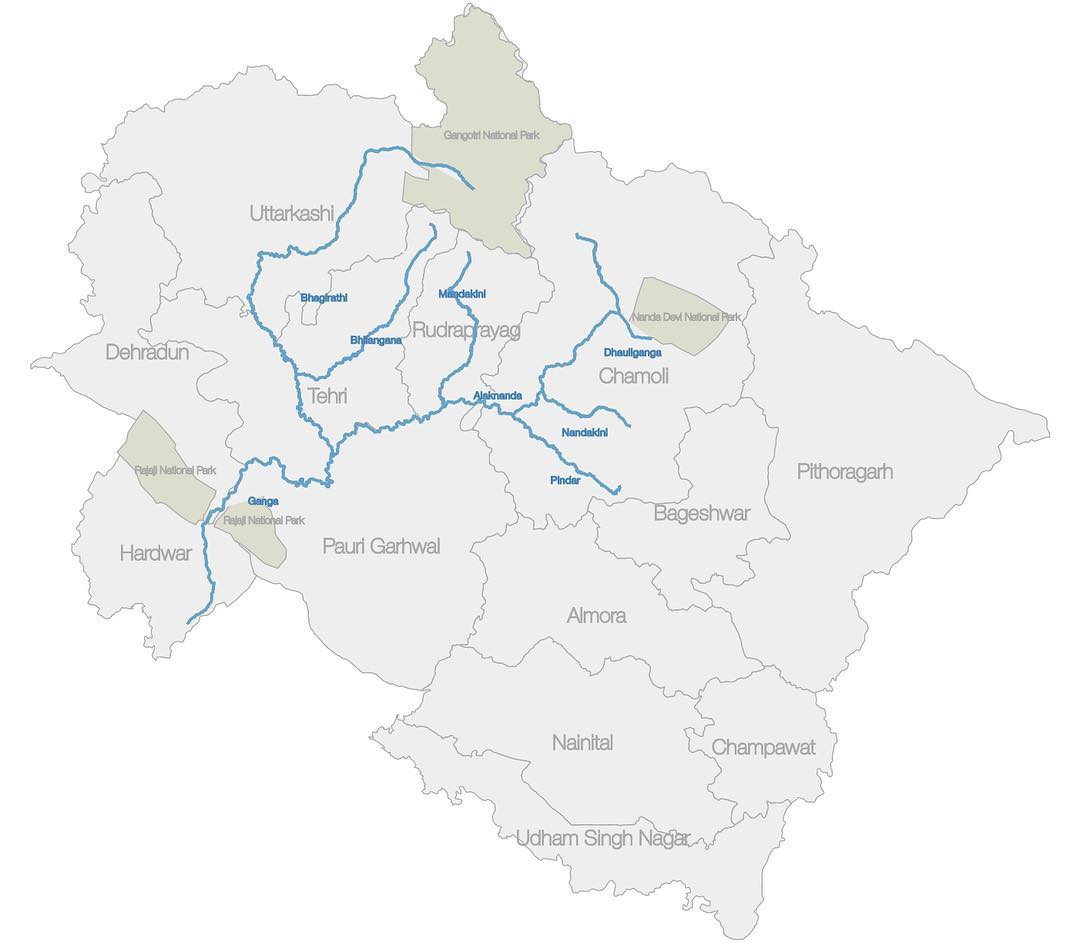 Gangotri National Park
Uttarkashi
Bhagirathi
Mandakini
Nanda Devi National Park
Rudraprayag
Bhilangana
Dehradun
Dhauliganga
Chamoli
Tehri
Alaknanda
Nandakini
Rajaji National Park
Pithoragarh
Pindar
Ganga
Bageshwar
Rajaji National Park
Pauri Garhwal
Hardwar
Almora
Nainital
Champawat
Udham Singh Nagar